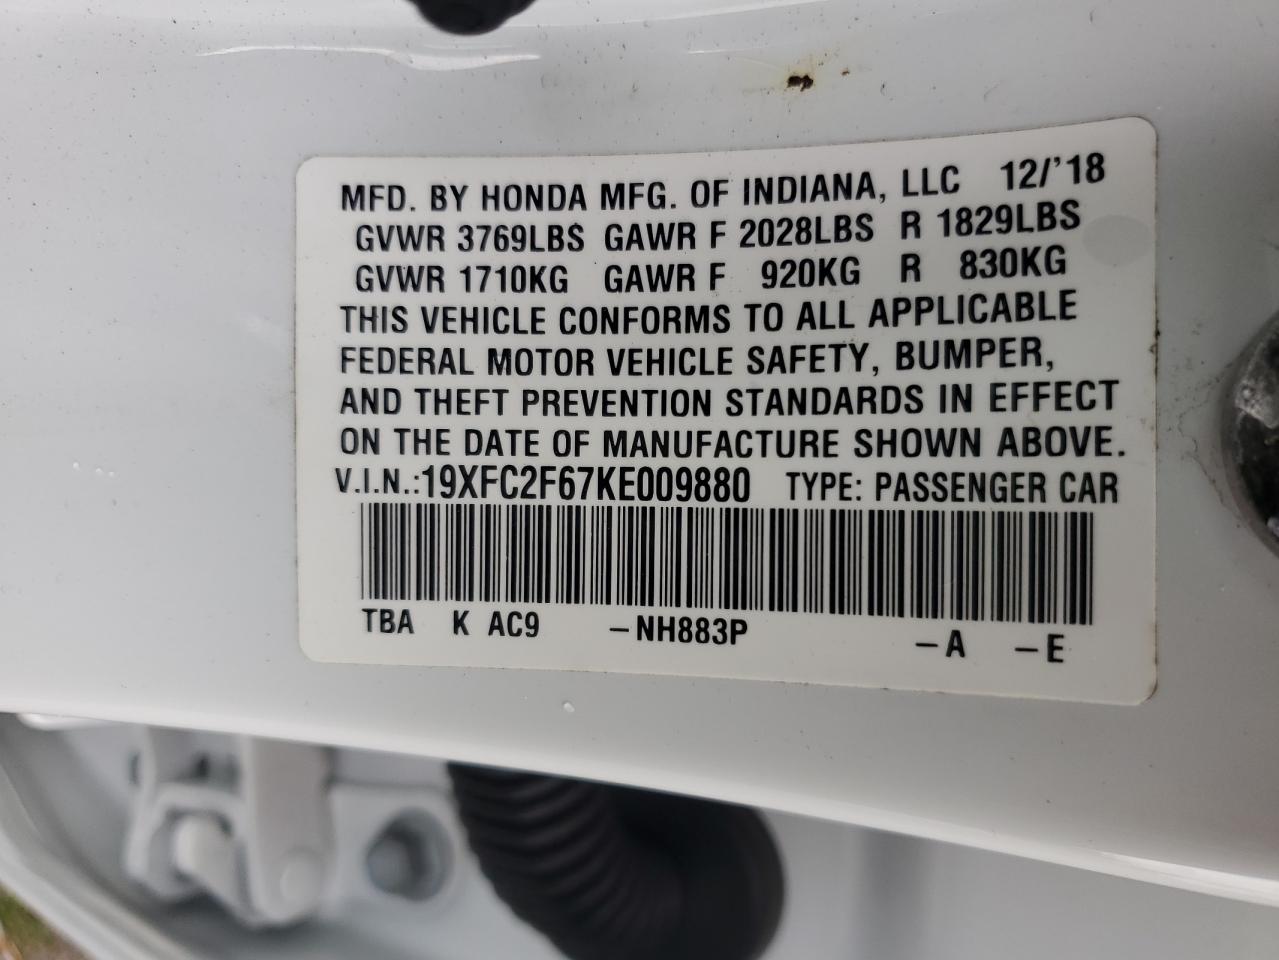 MFD. BY HONDA MFG. OF INDIANA, LLC 12/'18
GVWR 3769LBS GAWR F 2028LBS R 1829LBS
GVWR 1710KG GAWR F 920KG R 830KG
THIS VEHICLE CONFORMS TO ALL APPLICABLE
FEDERAL MOTOR VEHICLE SAFETY, BUMPER,
AND THEFT PREVENTION STANDARDS IN EFFECT
ON THE DATE OF MANUFACTURE SHOWN ABOVE.
V.I.N.:19XFC2F67KE009880 TYPE: PASSENGER CAR
TBA K AC9 –NH883P –A –E